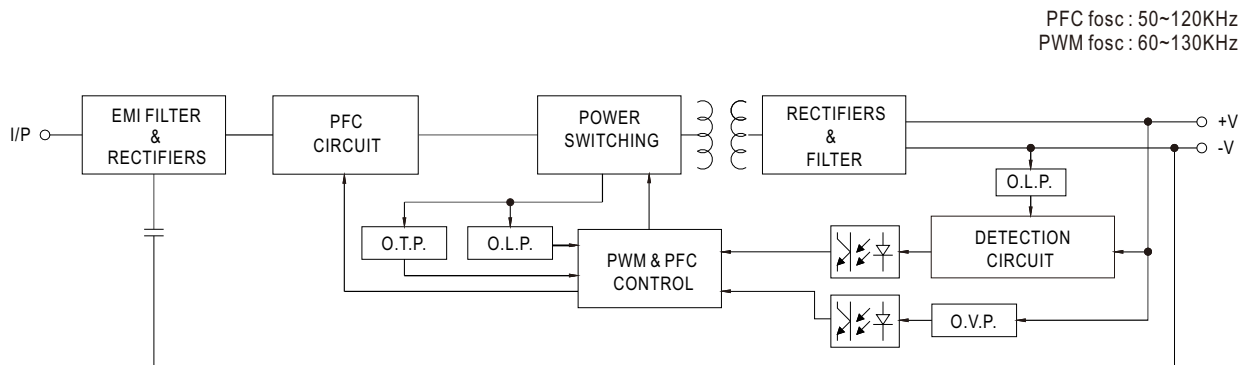 PFC fosc : 50~120KHz
PWM fosc : 60~130KHz
I/P
EMI FILTER
&
RECTIFIERS
PFC
CIRCUIT
POWER
SWITCHING
RECTIFIERS
&
FILTER
+V
-V
O.L.P.
O.T.P.
O.L.P.
PWM & PFC
CONTROL
DETECTION
CIRCUIT
O.V.P.